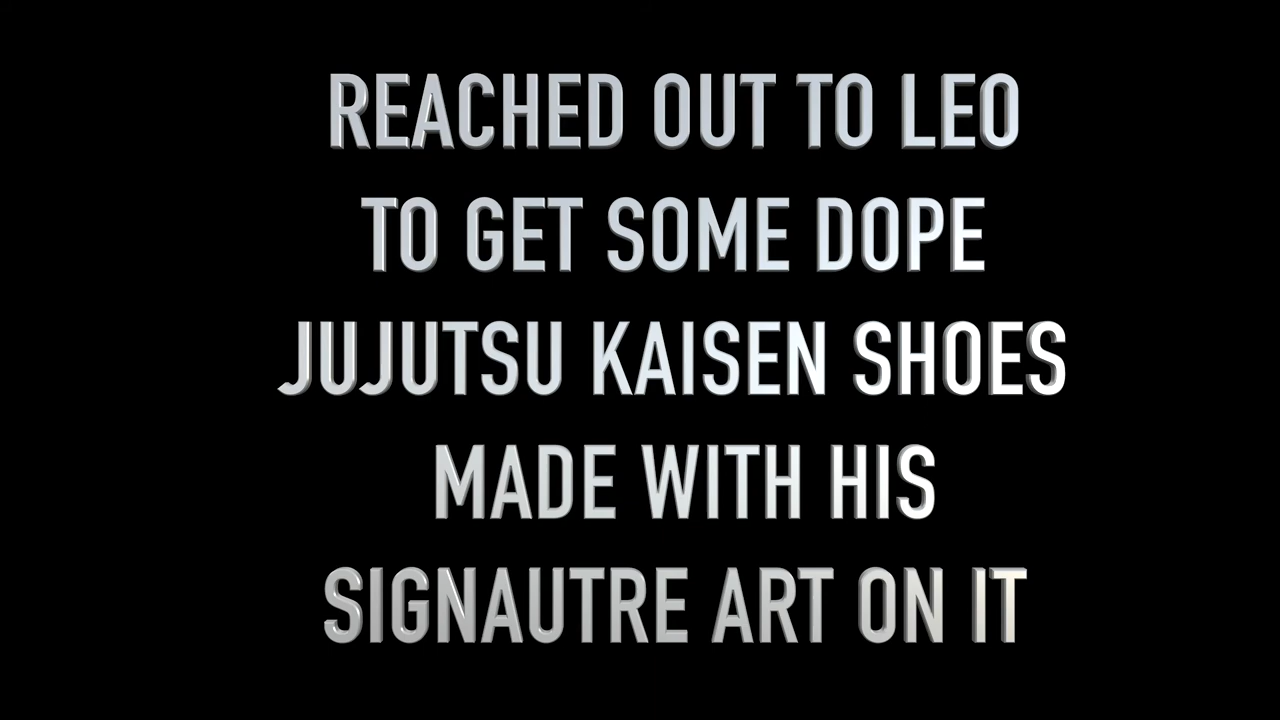 REACHED OUT TO LEO
TO GET SOME DOPE
JUJUTSU KAISEN SHOES
MADE WITH HIS
SIGNAUTRE ART ON IT